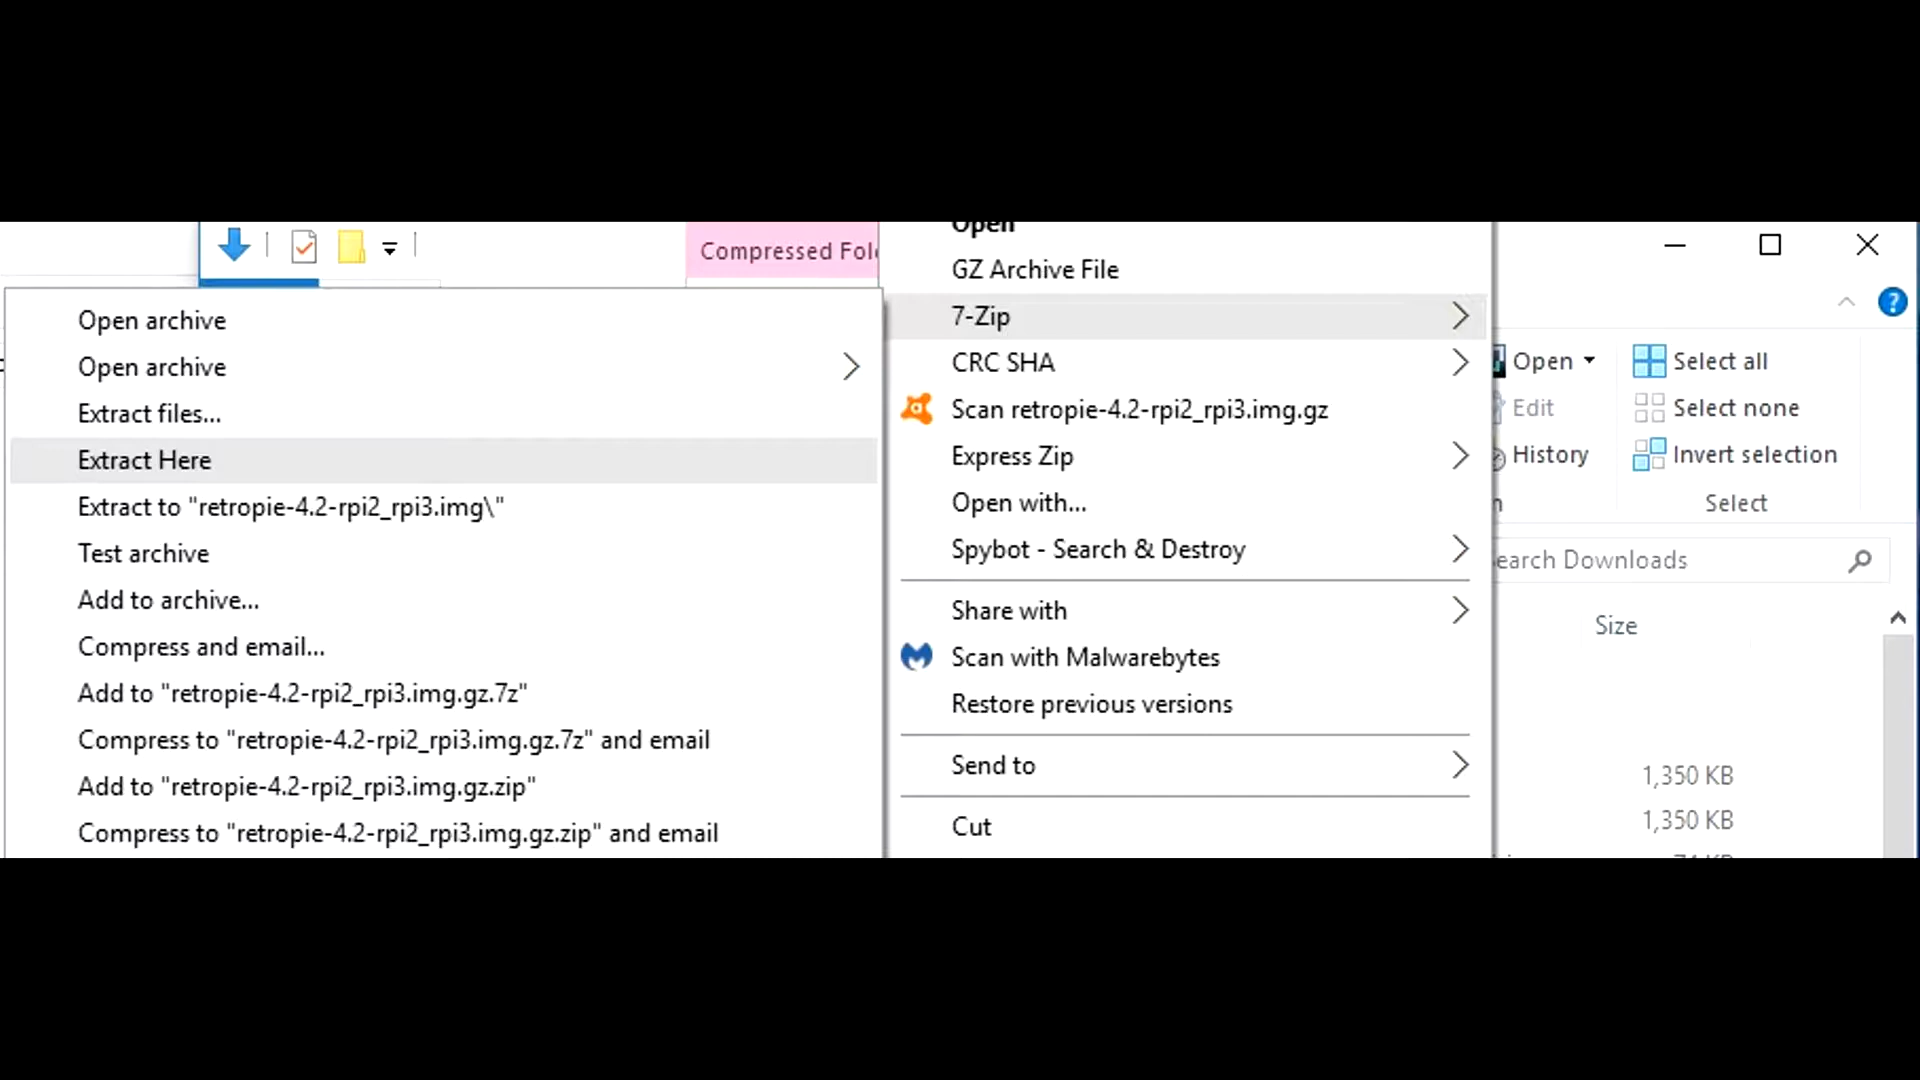 Compressed Fol
Open archive
Open archive
Extract files...
Extract Here
Extract to "retropie-4.2-rpi2_rpi3.img\"
Test archive
Add to archive...
Compress and email...
Add to "retropie-4.2-rpi2_rpi3.img.gz.7z"
Compress to "retropie-4.2-rpi2_rpi3.img.gz.7z" and email
Add to "retropie-4.2-rpi2_rpi3.img.gz.zip"
Compress to "retropie-4.2-rpi2_rpi3.img.gz.zip" and email
Open
GZ Archive File
7-Zip
CRC SHA
Scan retropie-4.2-rpi2_rpi3.img.gz
Express Zip
Open with...
Spybot - Search & Destroy
Share with
Scan with Malwarebytes
Restore previous versions
Send to
Cut
?
Open
Edit
History
Select all
Select none
Invert selection
Select
earch Downloads
Size
1,350 KB
1,350 KB